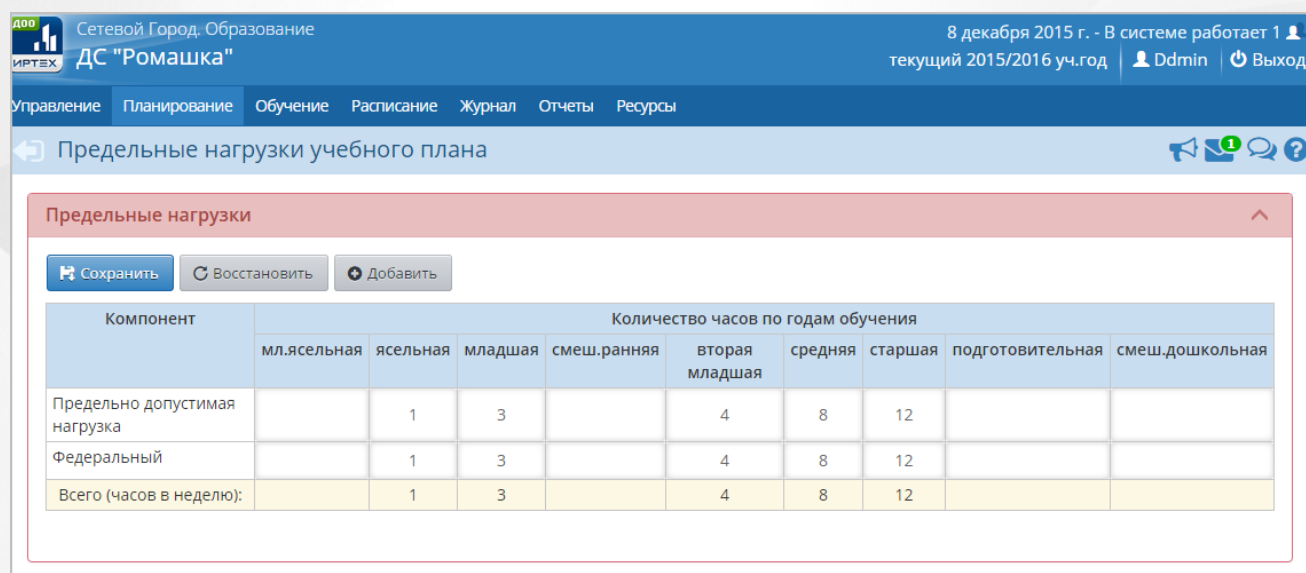 ДОО
ИРТЕХ
Сетевой Город. Образование
ДС "Ромашка"
8 декабря 2015 г. - В системе работает 1
текущий 2015/2016 уч.год Ddmin Выход
Управление Планирование Обучение Расписание Журнал Отчеты Ресурсы
Предельные нагрузки учебного плана
1
Предельные нагрузки
Сохранить Восстановить Добавить
Компонент Количество часов по годам обучения
мл.ясельная ясельная младшая смеш.ранняя вторая младшая средняя старшая подготовительная смеш.дошкольная
Предельно допустимая нагрузка 1 3 4 8 12
Федеральный 1 3 4 8 12
Всего (часов в неделю): 1 3 4 8 12